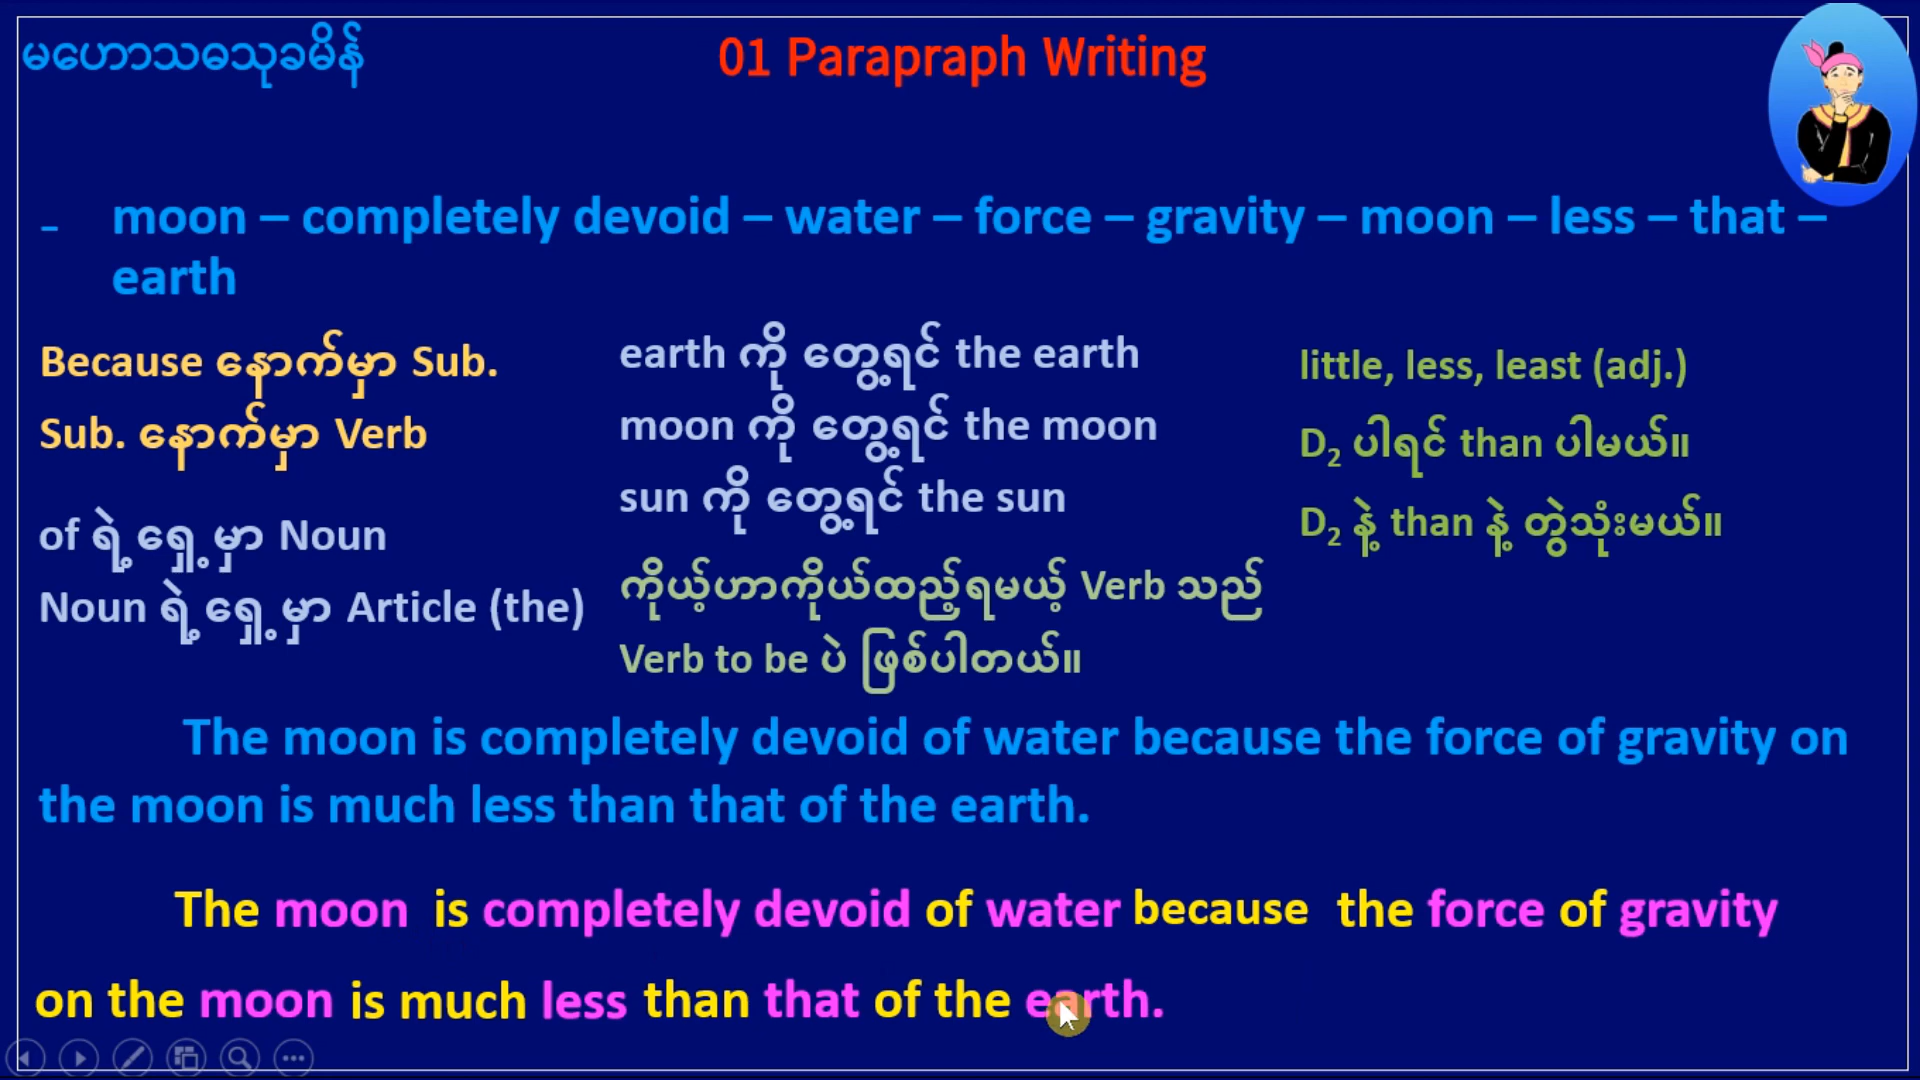 မဟောသဓသုခမိန်
01 Parapraph Writing
- moon – completely devoid – water – force – gravity – moon – less – that –
earth
Because နောက်မှာ Sub.
Sub. နောက်မှာ Verb
of ရဲ့ ရှေ့မှာ Noun
Noun ရဲ့ ရှေ့မှာ Article (the)
earth ကို တွေ့ရင် the earth
moon ကို တွေ့ရင် the moon
sun ကို တွေ့ရင် the sun
ကိုယ့်ဟာကိုယ်ထည့်ရမယ့် Verb သည်
Verb to be ပဲ ဖြစ်ပါတယ်။
little, less, least (adj.)
D₂ ပါရင် than ပါမယ်။
D₂ နဲ့ than နဲ့ တွဲသုံးမယ်။
The moon is completely devoid of water because the force of gravity on
the moon is much less than that of the earth.
The moon is completely devoid of water because the force of gravity
on the moon is much less than that of the earth.